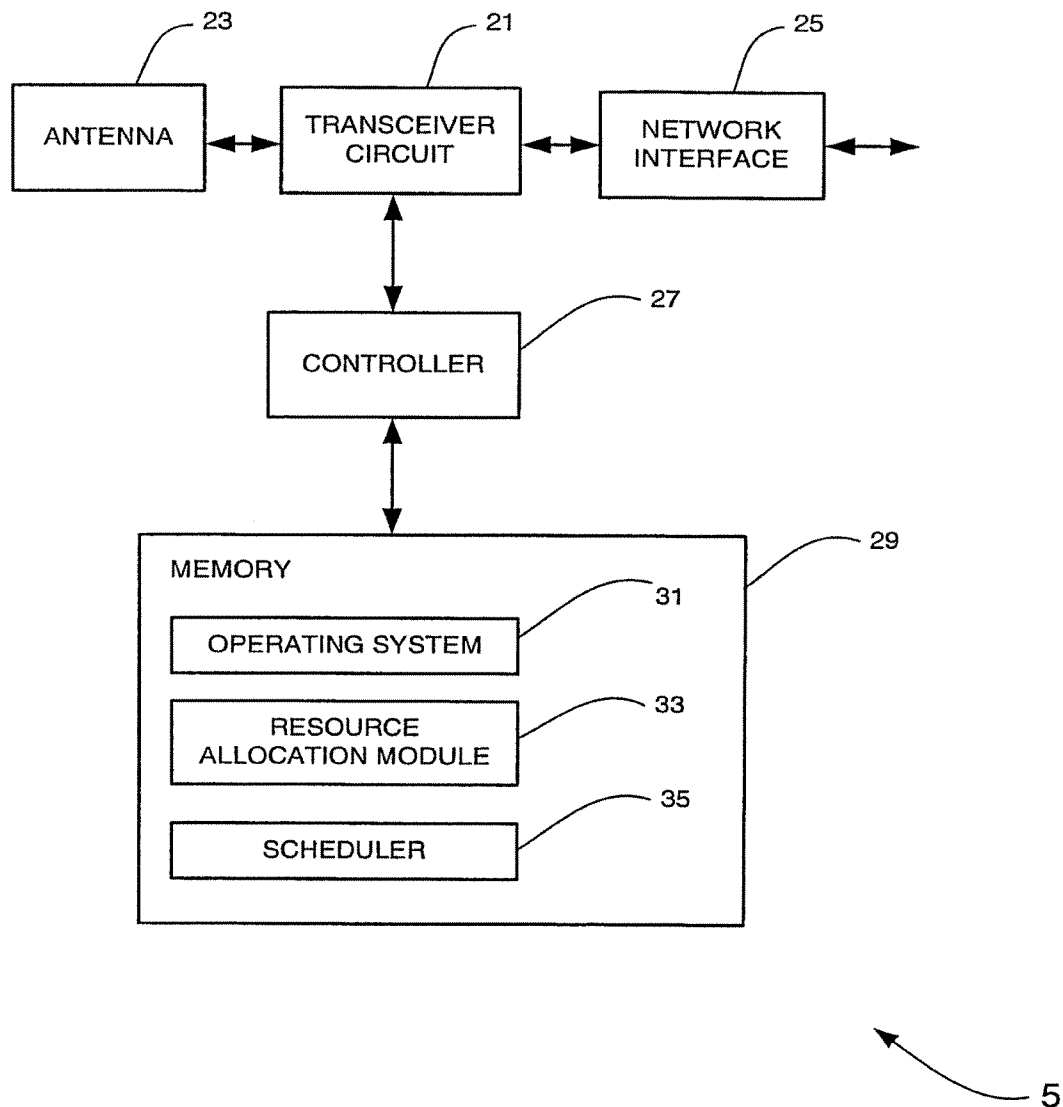 23
21
25
ANTENNA
TRANSCEIVER
CIRCUIT
NETWORK
INTERFACE
27
CONTROLLER
29
MEMORY
31
OPERATING SYSTEM
33
RESOURCE
ALLOCATION MODULE
35
SCHEDULER
5